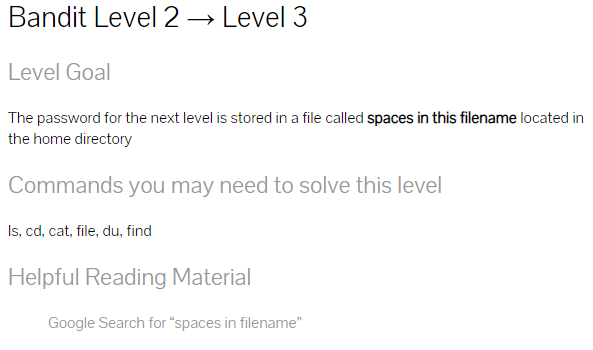 Bandit Level 2 → Level 3
Level Goal
The password for the next level is stored in a file called spaces in this filename located in
the home directory
Commands you may need to solve this level
ls, cd, cat, file, du, find
Helpful Reading Material
Google Search for “spaces in filename”